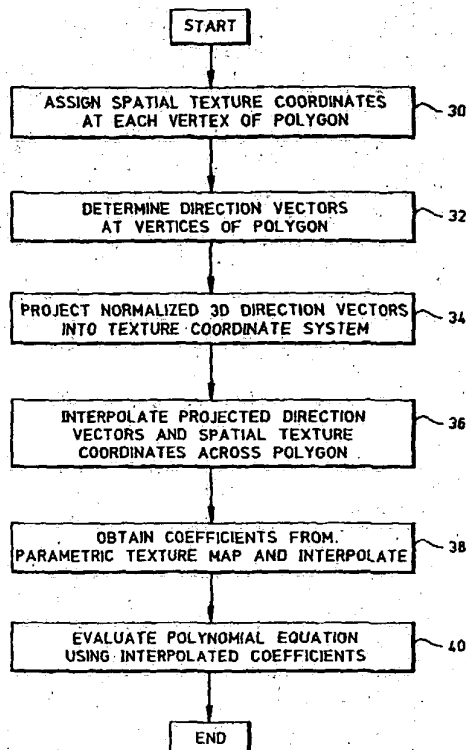 START
ASSIGN SPATIAL TEXTURE COORDINATES
AT EACH VERTEX OF POLYGON
30
DETERMINE DIRECTION VECTORS
AT VERTICES OF POLYGON
32
PROJECT NORMALIZED 3D DIRECTION VECTORS
INTO TEXTURE COORDINATE SYSTEM
34
INTERPOLATE PROJECTED DIRECTION
VECTORS AND SPATIAL TEXTURE
COORDINATES ACROSS POLYGON
36
OBTAIN COEFFICIENTS FROM
PARAMETRIC TEXTURE MAP AND INTERPOLATE
38
EVALUATE POLYNOMIAL EQUATION
USING INTERPOLATED COEFFICIENTS
40
END